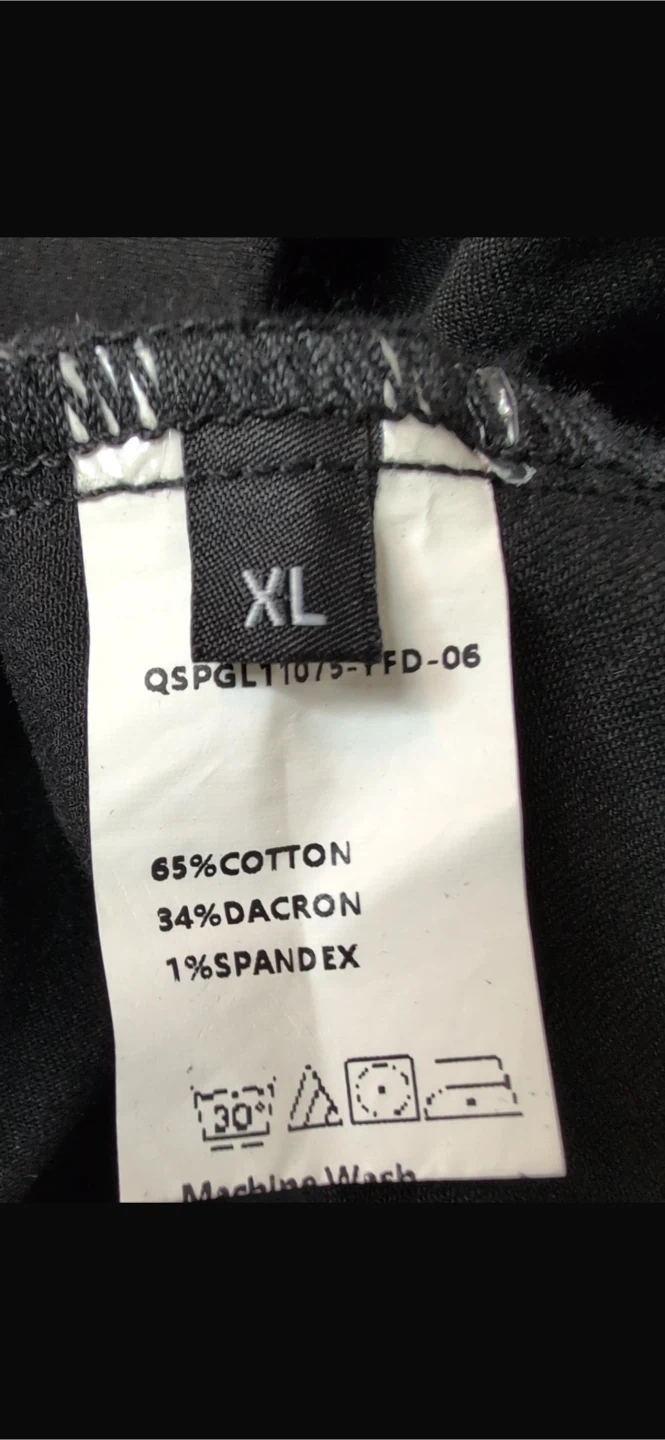 XL
65%COTTON
34%DACRON
1%SPANDEX
30°
Machine Wash